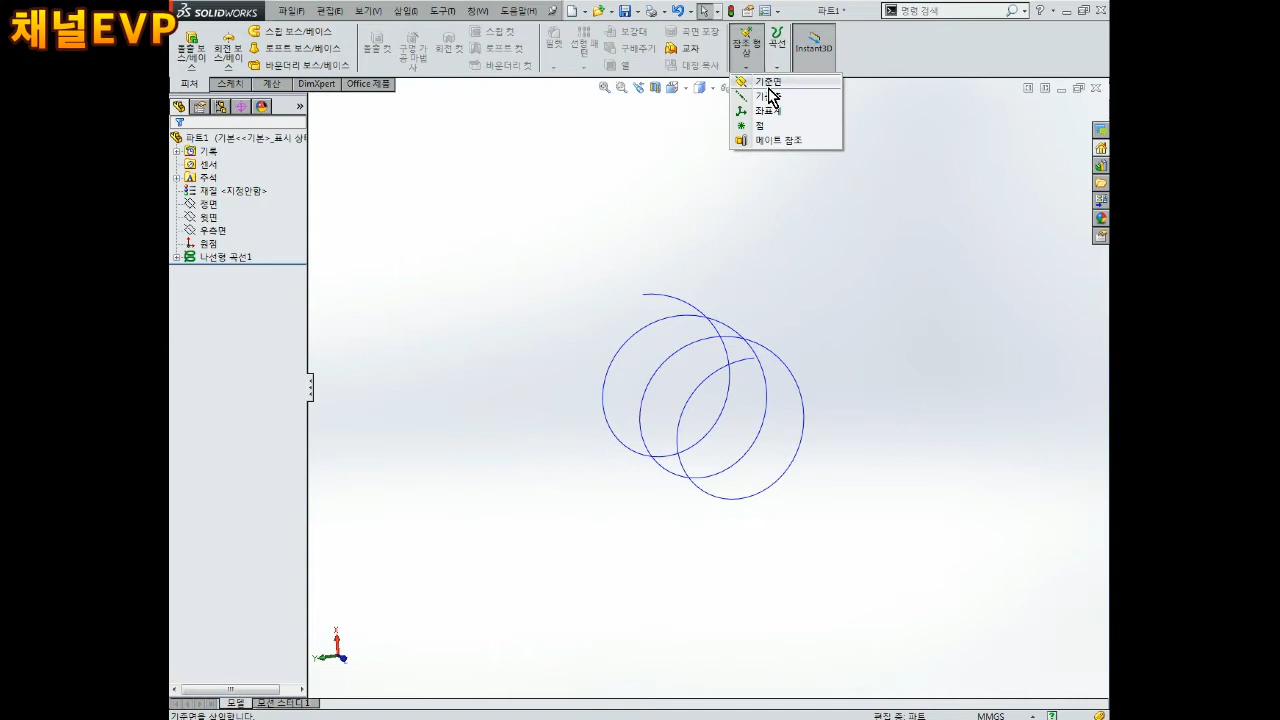 채널EVP
SOLIDWORKS
파일(F)
편집(E)
보기(V)
삽입(I)
도구(T)
창(W)
도움말(H)
파트1 *
명령 검색
돌출 보스/베이스
회전 보스/베이스
스윕 보스/베이스
로프트 보스/베이스
바운더리 보스/베이스
돌출 컷
구멍 가공 마법사
회전 컷
스윕 컷
로프트 컷
바운더리 컷
필렛
선형 패턴
보강대
구배주기
쉘
곡면 포장
교차
대칭 복사
참조 형상
곡선
Instant3D
피처
스케치
계산
DimXpert
Office 제품
기준면
좌표계
점
메이트 참조
파트1 (기본<<기본>_표시 상태
기록
센서
주석
재질 <지정안함>
정면
윗면
우측면
원점
나선형 곡선1
X
Y
모델
모션 스터디 1
기준면을 삽입합니다.
편집 중: 파트
MMGS